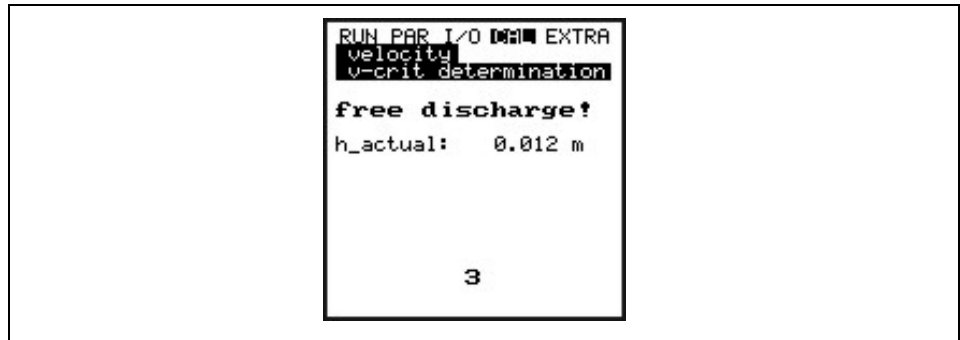 RUN PAR I/O CAL EXTRA
velocity
v-crit determination
free discharge!
h_actual: 0.012 m
3